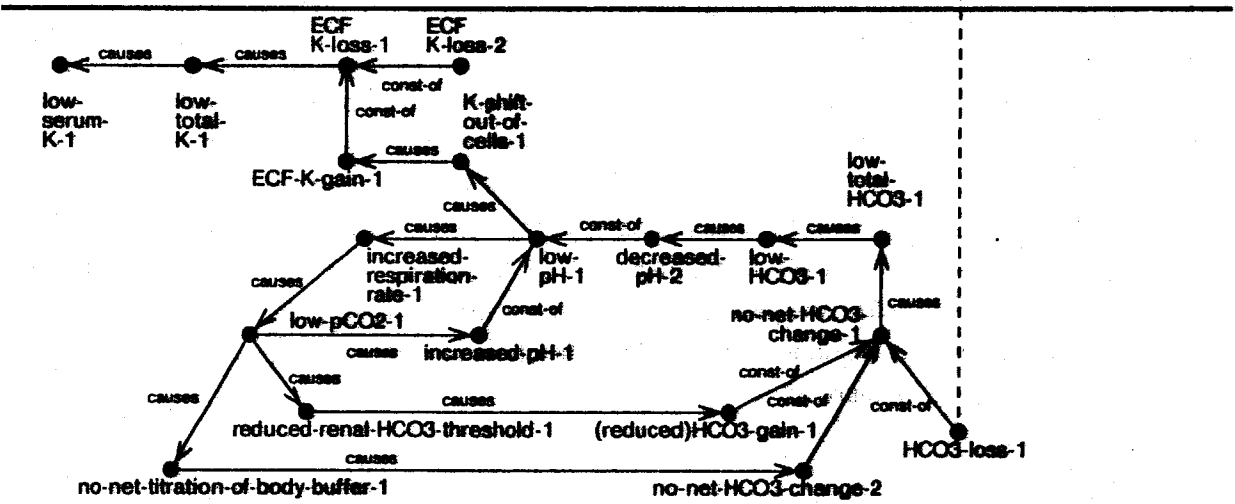 ECF
K-loss-1
ECF
K-loss-2
causes
causes
const-of
low-
serum-
K-1
low-
total-
K-1
const-of
K-shift-
out-of-
cells-1
causes
ECF-K-gain-1
low-
total-
HCO3-1
causes
causes
const-of
causes
causes
increased-
respiration-
rate-1
low-
pH-1
decreased-
pH-2
low-
HCO3-1
causes
causes
low-pCO2-1
const-of
no-net-HCO3-
change-1
causes
increased-pH-1
causes
const-of
causes
causes
const-of
const-of
reduced-renal-HCO3-threshold-1
(reduced)HCO3-gain-1
HCO3-loss-1
causes
no-net-titration-of-body-buffer-1
no-net-HCO3-change-2